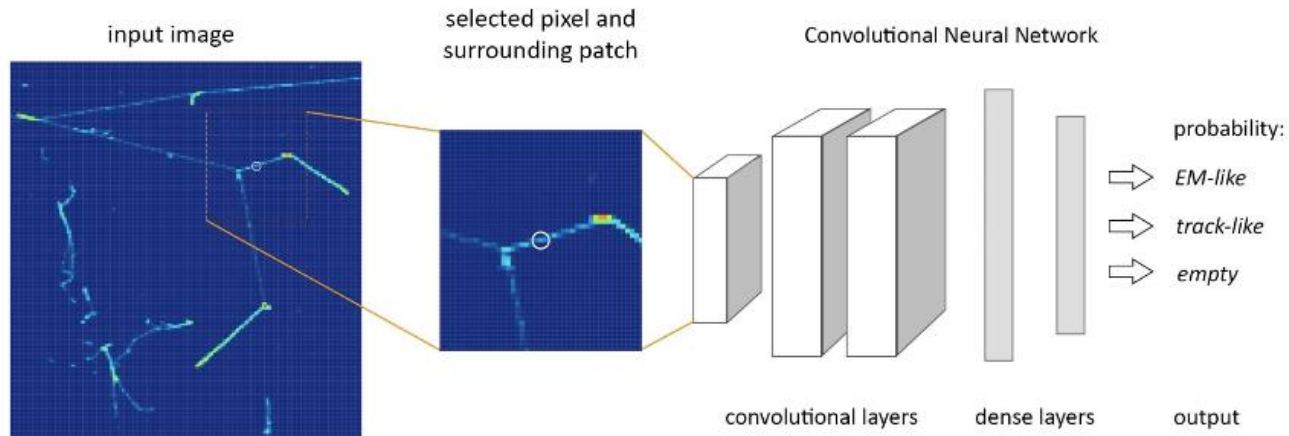 input image
selected pixel and
surrounding patch
Convolutional Neural Network
probability:
EM-like
track-like
empty
convolutional layers
dense layers
output